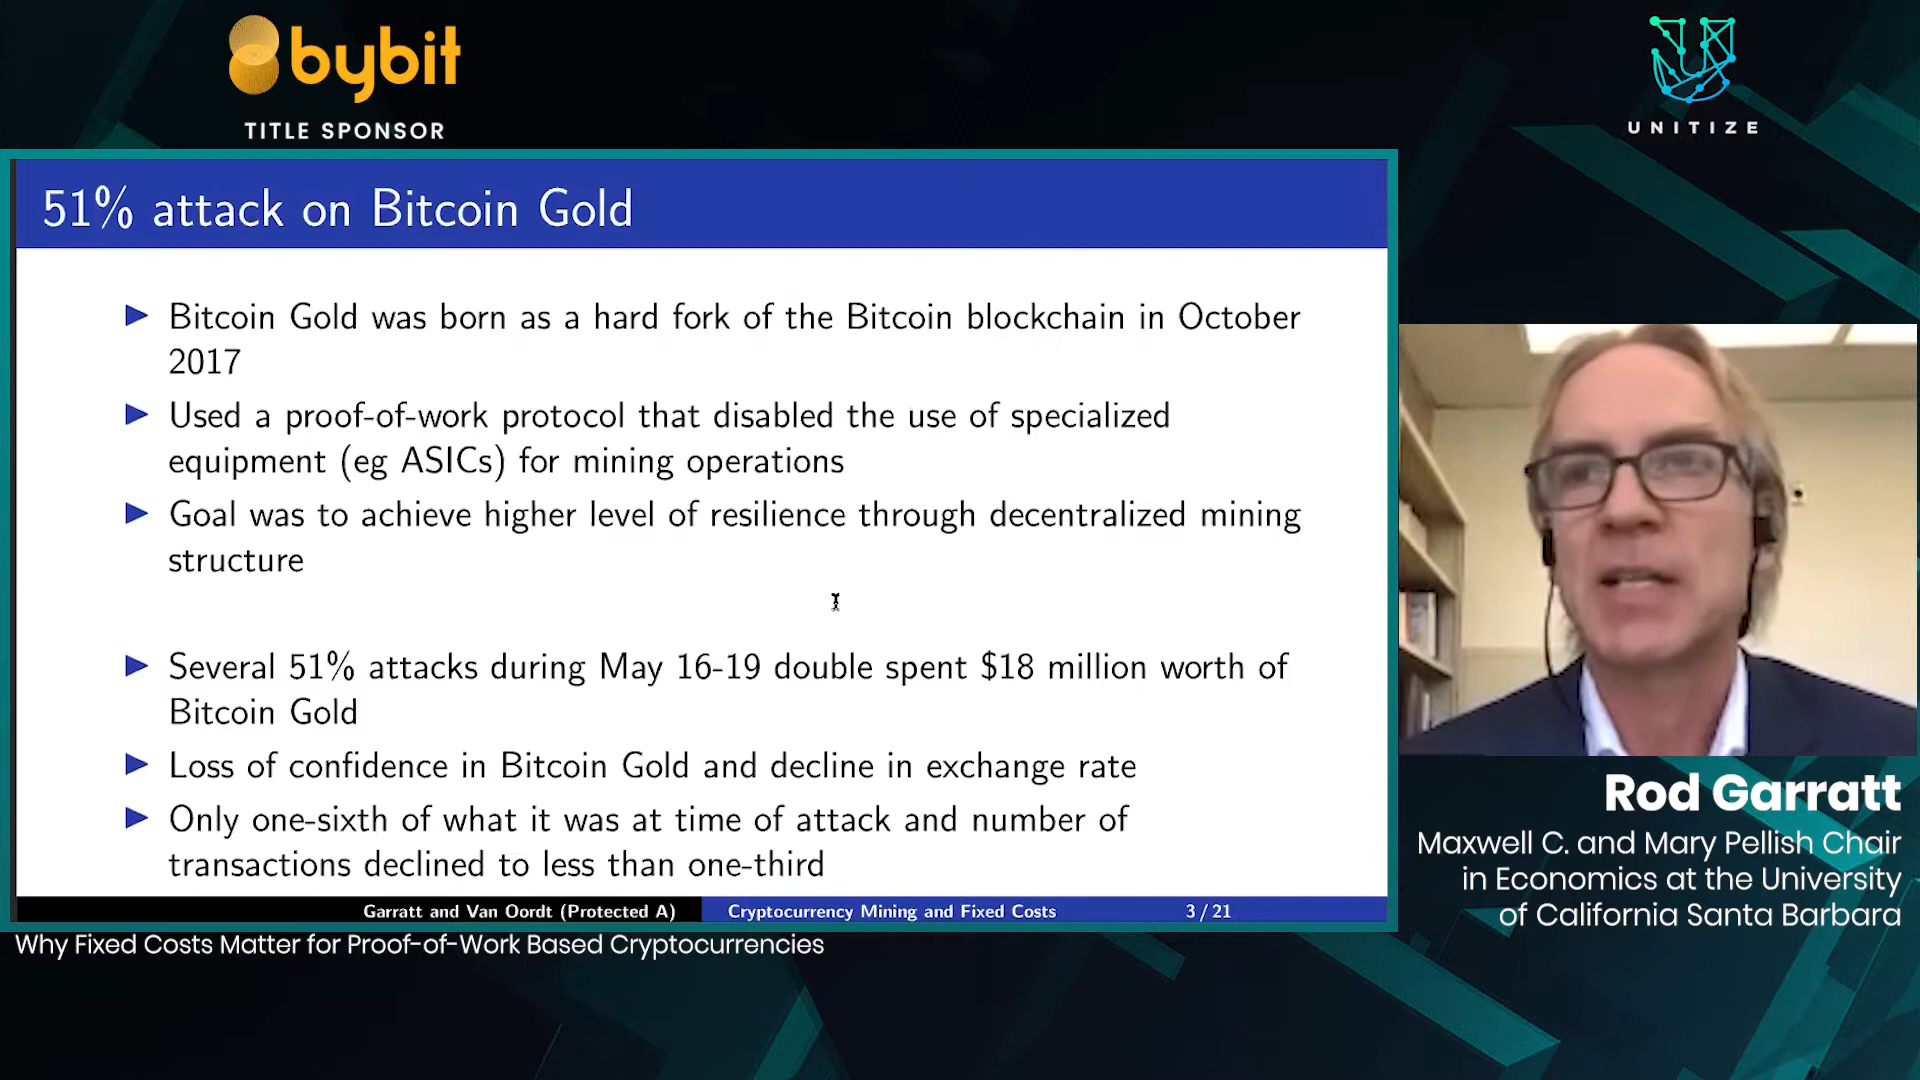 bybit
TITLE SPONSOR
UNITIZE
51% attack on Bitcoin Gold
▶ Bitcoin Gold was born as a hard fork of the Bitcoin blockchain in October
2017
▶ Used a proof-of-work protocol that disabled the use of specialized
equipment (eg ASICs) for mining operations
▶ Goal was to achieve higher level of resilience through decentralized mining
structure
▶ Several 51% attacks during May 16-19 double spent $18 million worth of
Bitcoin Gold
▶ Loss of confidence in Bitcoin Gold and decline in exchange rate
▶ Only one-sixth of what it was at time of attack and number of
transactions declined to less than one-third
Garratt and Van Oordt (Protected A) Cryptocurrency Mining and Fixed Costs 3 / 21
Why Fixed Costs Matter for Proof-of-Work Based Cryptocurrencies
Rod Garratt
Maxwell C. and Mary Pellish Chair
in Economics at the University
of California Santa Barbara